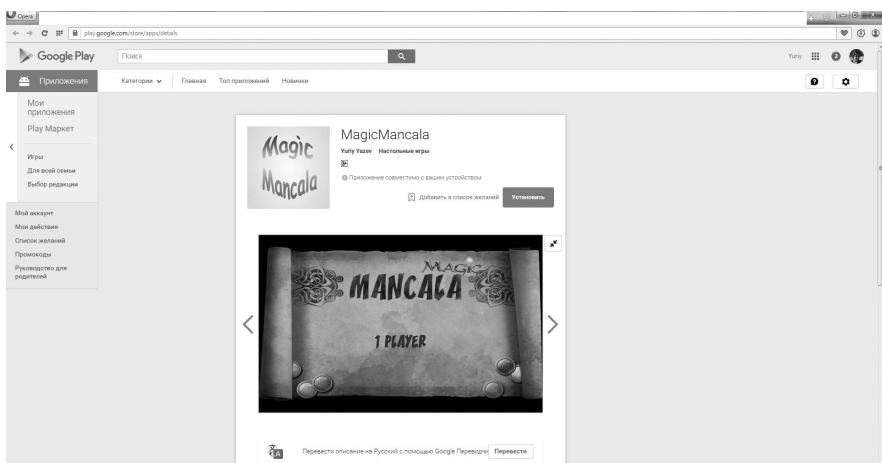 Opera
play.google.com/store/apps/details
Google Play
Поиск
Yuriy
2
Приложения
Категории
Главная
Топ приложений
Новинки
Мои
приложения
Play Маркет
Игры
Для всей семьи
Выбор редакции
Мой аккаунт
Мои действия
Список желаний
Промокоды
Руководство для
родителей
Magic
Mancala
MagicMancala
Yuriy Yazev Настольные игры
Приложение совместимо с вашим устройством.
Добавить в список желаний
Установить
MAGIC
MANCALA
1 PLAYER
Перевести описание на Русский с помощью Google Переводчи
Перевести